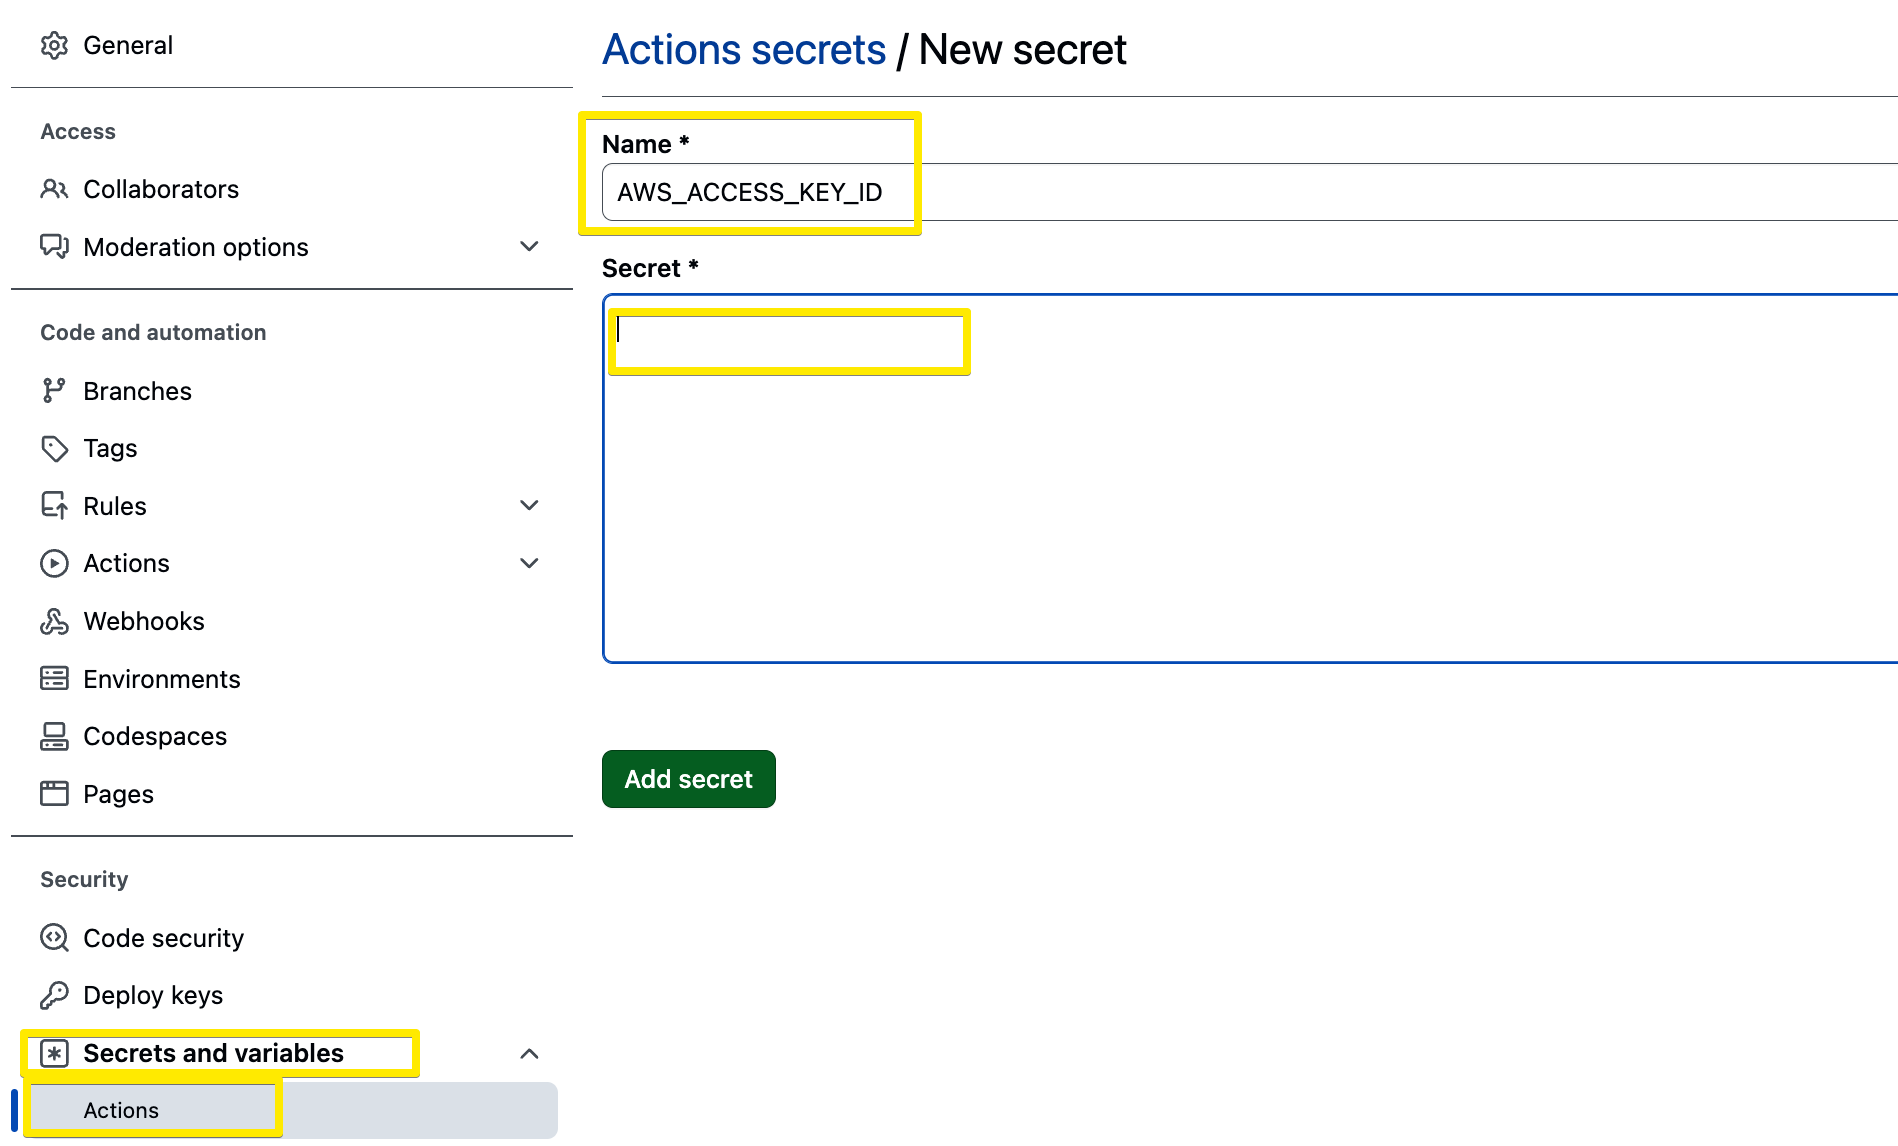 General
Access
Collaborators
Moderation options
Code and automation
Branches
Tags
Rules
Actions
Webhooks
Environments
Codespaces
Pages
Security
Code security
Deploy keys
Secrets and variables
Actions
Actions secrets / New secret
Name *
AWS_ACCESS_KEY_ID
Secret *
Add secret